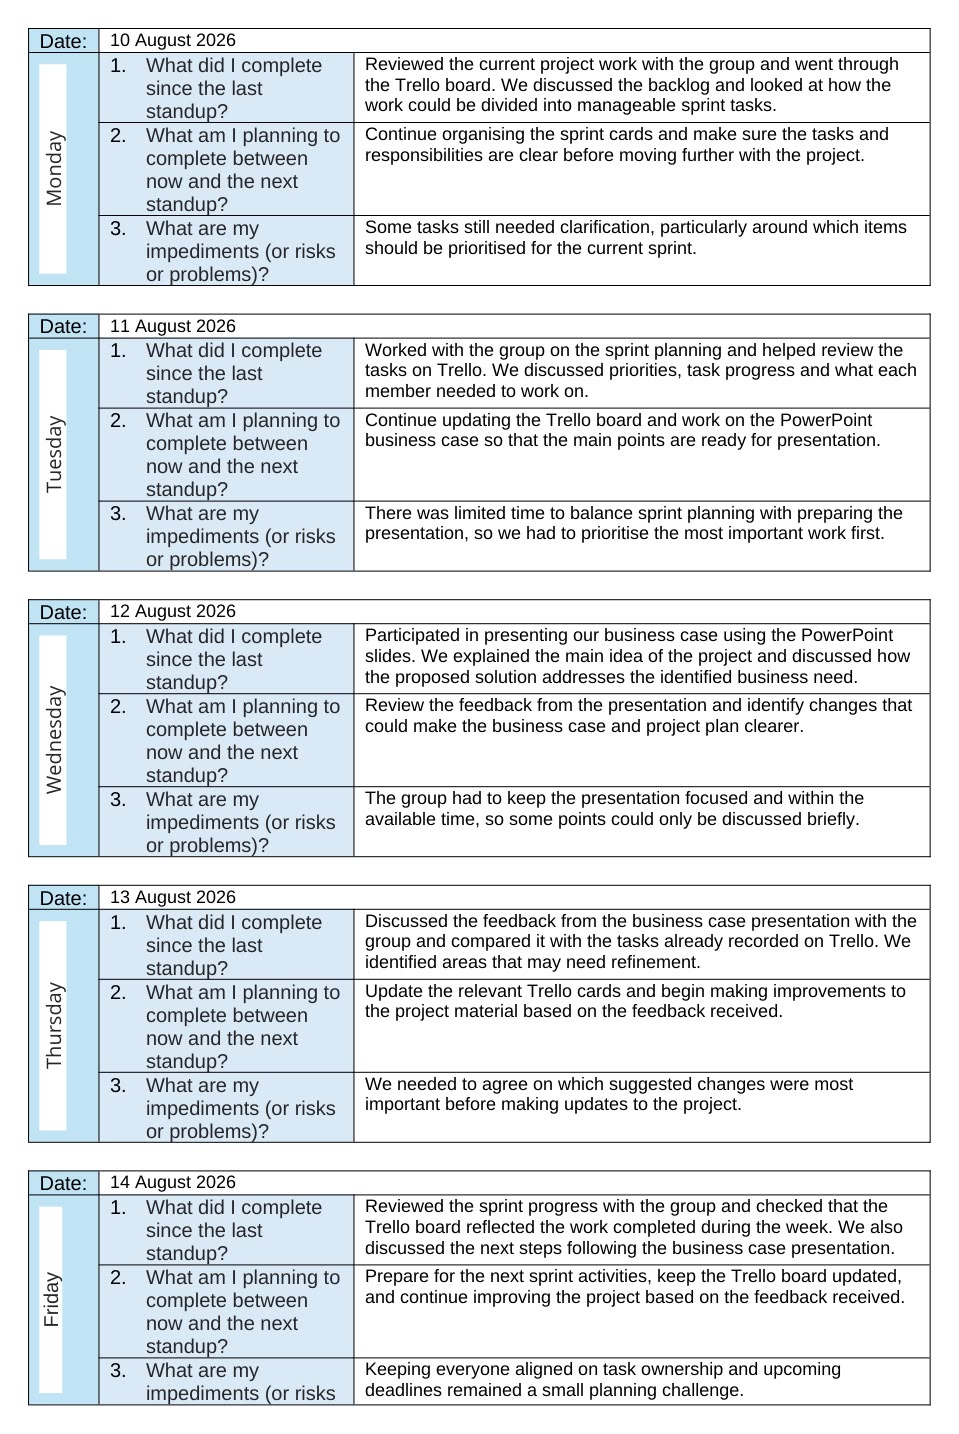 Date: 10 August 2026
Monday
1. What did I complete
since the last
standup?
Reviewed the current project work with the group and went through
the Trello board. We discussed the backlog and looked at how the
work could be divided into manageable sprint tasks.
2. What am I planning to
complete between
now and the next
standup?
Continue organising the sprint cards and make sure the tasks and
responsibilities are clear before moving further with the project.
3. What are my
impediments (or risks
or problems)?
Some tasks still needed clarification, particularly around which items
should be prioritised for the current sprint.
Date: 11 August 2026
Tuesday
1. What did I complete
since the last
standup?
Worked with the group on the sprint planning and helped review the
tasks on Trello. We discussed priorities, task progress and what each
member needed to work on.
2. What am I planning to
complete between
now and the next
standup?
Continue updating the Trello board and work on the PowerPoint
business case so that the main points are ready for presentation.
3. What are my
impediments (or risks
or problems)?
There was limited time to balance sprint planning with preparing the
presentation, so we had to prioritise the most important work first.
Date: 12 August 2026
Wednesday
1. What did I complete
since the last
standup?
Participated in presenting our business case using the PowerPoint
slides. We explained the main idea of the project and discussed how
the proposed solution addresses the identified business need.
2. What am I planning to
complete between
now and the next
standup?
Review the feedback from the presentation and identify changes that
could make the business case and project plan clearer.
3. What are my
impediments (or risks
or problems)?
The group had to keep the presentation focused and within the
available time, so some points could only be discussed briefly.
Date: 13 August 2026
Thursday
1. What did I complete
since the last
standup?
Discussed the feedback from the business case presentation with the
group and compared it with the tasks already recorded on Trello. We
identified areas that may need refinement.
2. What am I planning to
complete between
now and the next
standup?
Update the relevant Trello cards and begin making improvements to
the project material based on the feedback received.
3. What are my
impediments (or risks
or problems)?
We needed to agree on which suggested changes were most
important before making updates to the project.
Date: 14 August 2026
Friday
1. What did I complete
since the last
standup?
Reviewed the sprint progress with the group and checked that the
Trello board reflected the work completed during the week. We also
discussed the next steps following the business case presentation.
2. What am I planning to
complete between
now and the next
standup?
Prepare for the next sprint activities, keep the Trello board updated,
and continue improving the project based on the feedback received.
3. What are my
impediments (or risks
Keeping everyone aligned on task ownership and upcoming
deadlines remained a small planning challenge.